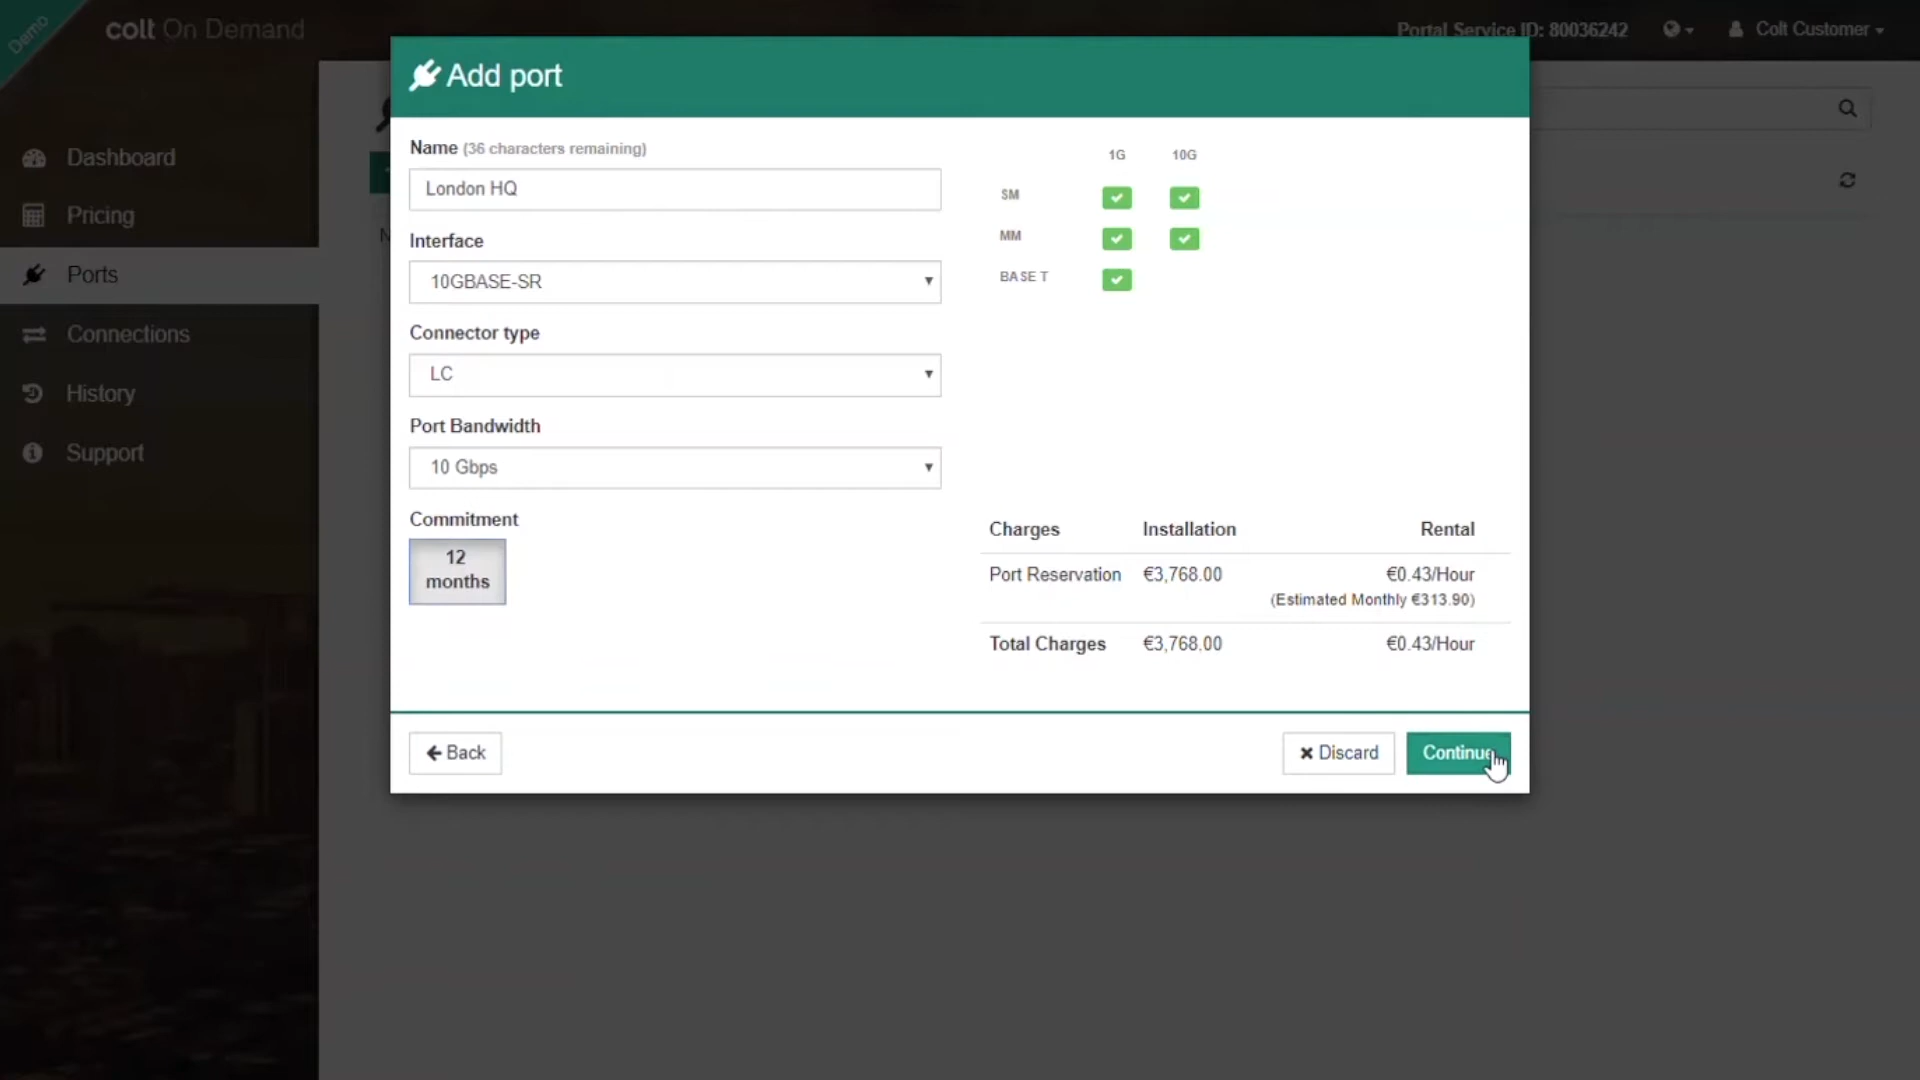 Demo
colt On Demand
Portal Service ID: 80036242
Colt Customer
Dashboard
Pricing
Ports
Connections
History
Support
Add port
Name (36 characters remaining)
London HQ
Interface
10GBASE-SR
Connector type
LC
Port Bandwidth
10 Gbps
Commitment
12
months
1G 10G
SM
MM
BASE T
Charges Installation Rental
Port Reservation €3,768.00 €0.43/Hour
(Estimated Monthly €313.90)
Total Charges €3,768.00 €0.43/Hour
Back
Discard
Continue